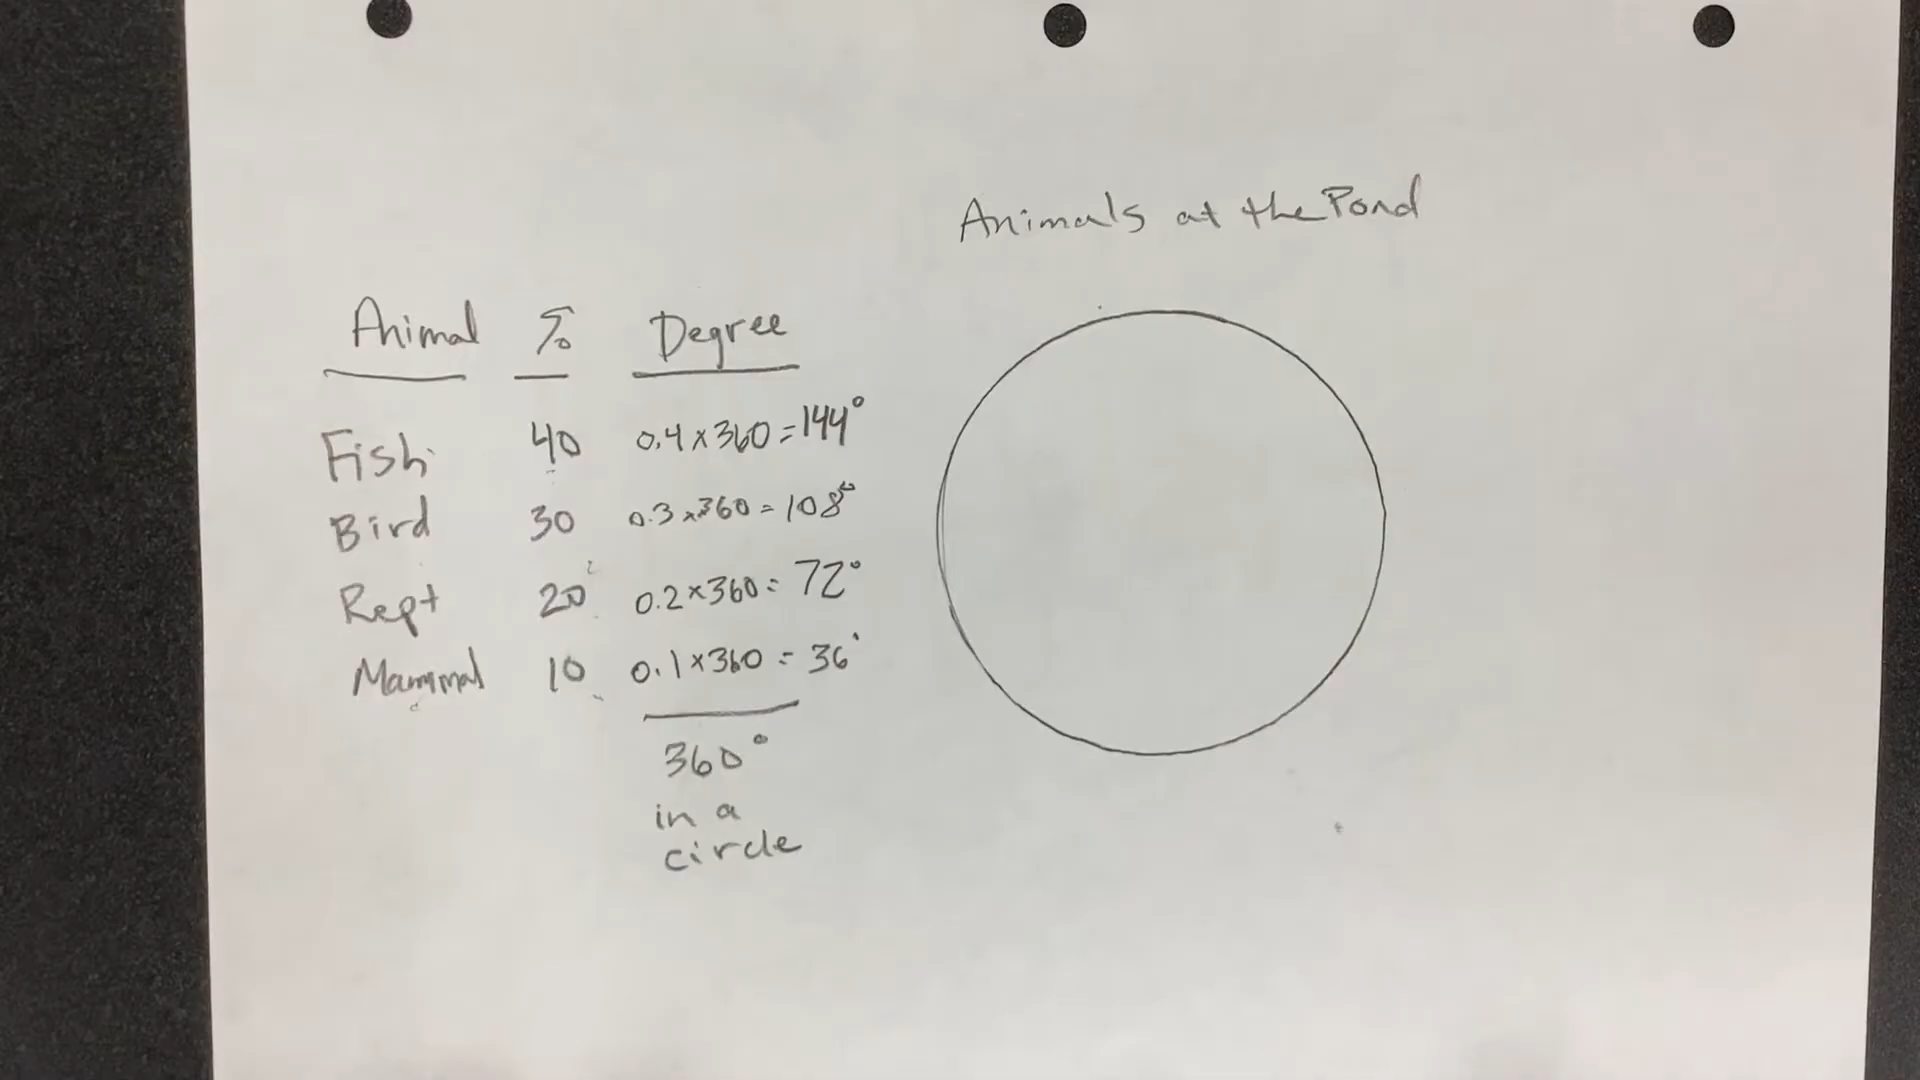 Animals at the Pond
Animal % Degree
Fish 40 0.4 x 360 = 144°
Bird 30 0.3 x 360 = 108°
Rept 20 0.2 x 360 = 72°
Mammal 10 0.1 x 360 = 36°
360°
in a
circle